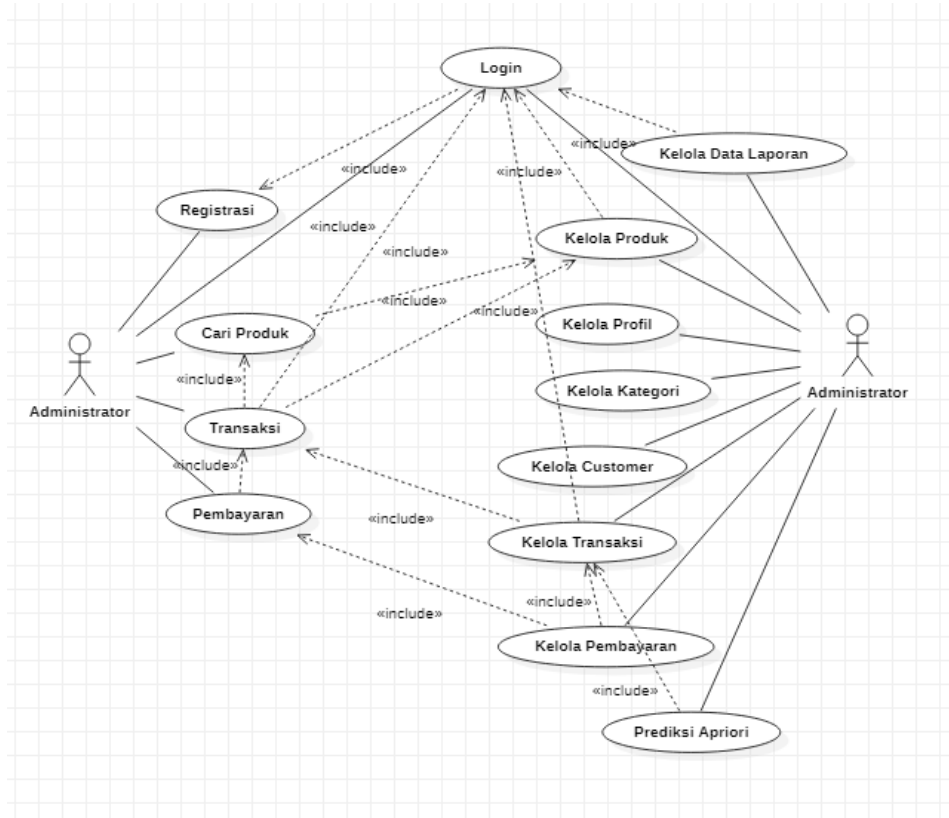 Login
«include»
Kelola Data Laporan
«include»
«include»
Registrasi
«include»
Kelola Produk
«include»
«include»
«include»
Kelola Profil
Cari Produk
«include»
Kelola Kategori
Administrator
Administrator
Transaksi
«include»
Kelola Customer
Pembayaran
«include»
Kelola Transaksi
«include»
«include»
Kelola Pembayaran
«include»
Prediksi Apriori